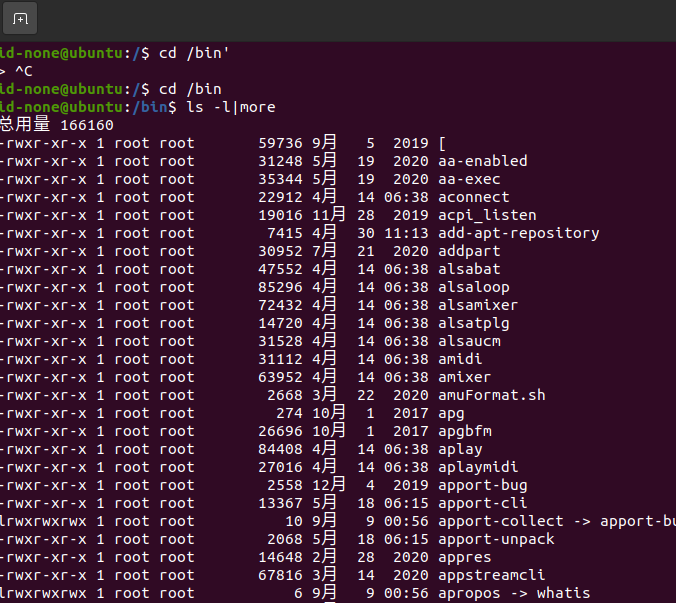 id-none@ubuntu:/$ cd /bin'
> ^C
id-none@ubuntu:/$ cd /bin
id-none@ubuntu:/bin$ ls -l|more
总用量 166160
-rwxr-xr-x 1 root root 59736 9月 5 2019 [
-rwxr-xr-x 1 root root 31248 5月 19 2020 aa-enabled
-rwxr-xr-x 1 root root 35344 5月 19 2020 aa-exec
-rwxr-xr-x 1 root root 22912 4月 14 06:38 aconnect
-rwxr-xr-x 1 root root 19016 11月 28 2019 acpi_listen
-rwxr-xr-x 1 root root 7415 4月 30 11:13 add-apt-repository
-rwxr-xr-x 1 root root 30952 7月 21 2020 addpart
-rwxr-xr-x 1 root root 47552 4月 14 06:38 alsabat
-rwxr-xr-x 1 root root 85296 4月 14 06:38 alsaloop
-rwxr-xr-x 1 root root 72432 4月 14 06:38 alsamixer
-rwxr-xr-x 1 root root 14720 4月 14 06:38 alsatplg
-rwxr-xr-x 1 root root 31528 4月 14 06:38 alsaucm
-rwxr-xr-x 1 root root 31112 4月 14 06:38 amidi
-rwxr-xr-x 1 root root 63952 4月 14 06:38 amixer
-rwxr-xr-x 1 root root 2668 3月 22 2020 amuFormat.sh
-rwxr-xr-x 1 root root 274 10月 1 2017 apg
-rwxr-xr-x 1 root root 26696 10月 1 2017 apgbfm
-rwxr-xr-x 1 root root 84408 4月 14 06:38 aplay
-rwxr-xr-x 1 root root 27016 4月 14 06:38 aplaymidi
-rwxr-xr-x 1 root root 2558 12月 4 2019 apport-bug
-rwxr-xr-x 1 root root 13367 5月 18 06:15 apport-cli
lrwxrwxrwx 1 root root 10 9月 9 00:56 apport-collect -> apport-bu
-rwxr-xr-x 1 root root 2068 5月 18 06:15 apport-unpack
-rwxr-xr-x 1 root root 14648 2月 28 2020 appres
-rwxr-xr-x 1 root root 67816 3月 14 2020 appstreamcli
lrwxrwxrwx 1 root root 6 9月 9 00:56 apropos -> whatis